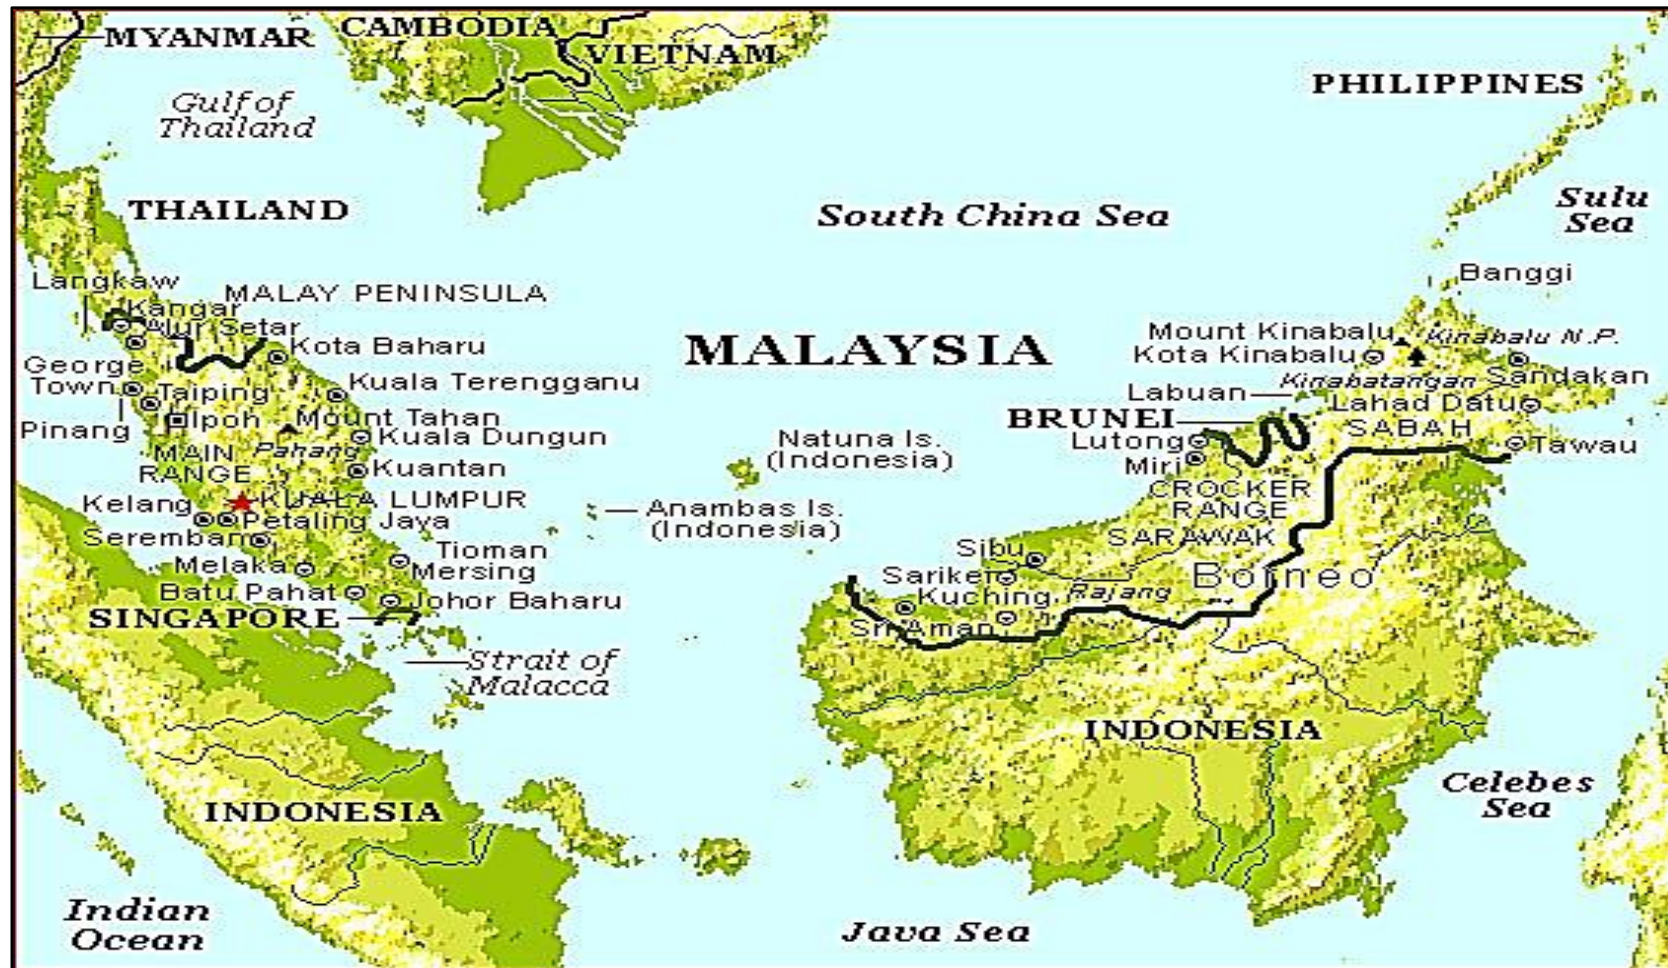 MYANMAR
CAMBODIA
VIETNAM
PHILIPPINES
Gulf of
Thailand
THAILAND
South China Sea
Sulu
Sea
Langkaw
MALAY PENINSULA
Banggi
Kangar
Alur Setar
Kota Baharu
MALAYSIA
Mount Kinabalu
Kinabalu N.P.
Kota Kinabalu
George
Town
Taiping
Kuala Terengganu
Labuan
Kinabatangan
Sandakan
Pinang
Ipoh
Mount Tahan
BRUNEI
Lahad Datu
SABAH
Kuala Dungun
Natuna Is.
(Indonesia)
Lutong
Tawau
MAIN
RANGE
Pahang
Kuantan
Miri
CROCKER
RANGE
Kelang
KUALA LUMPUR
Petaling Jaya
Anambas Is.
(Indonesia)
SARAWAK
Seremban
Tioman
Sibu
Melaka
Mersing
Sarikei
Borneo
Batu Pahat
Johor Baharu
Kuching
Rajang
SINGAPORE
Sri Aman
Strait of
Malacca
INDONESIA
INDONESIA
Celebes
Sea
Indian
Ocean
Java Sea